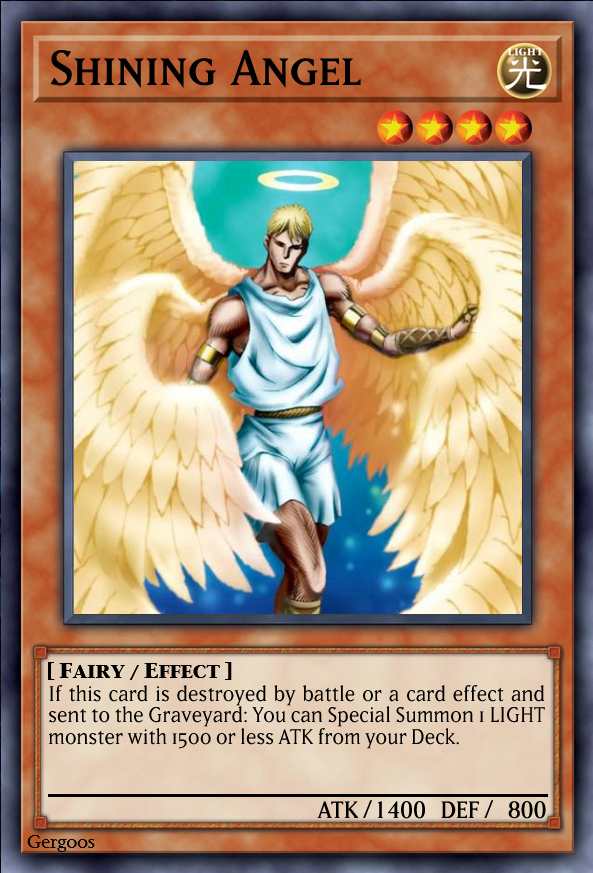 SHINING ANGEL
LIGHT
光
[ FAIRY / EFFECT ]
If this card is destroyed by battle or a card effect and
sent to the Graveyard: You can Special Summon 1 LIGHT
monster with 1500 or less ATK from your Deck.
ATK / 1400 DEF / 800
Gergoos